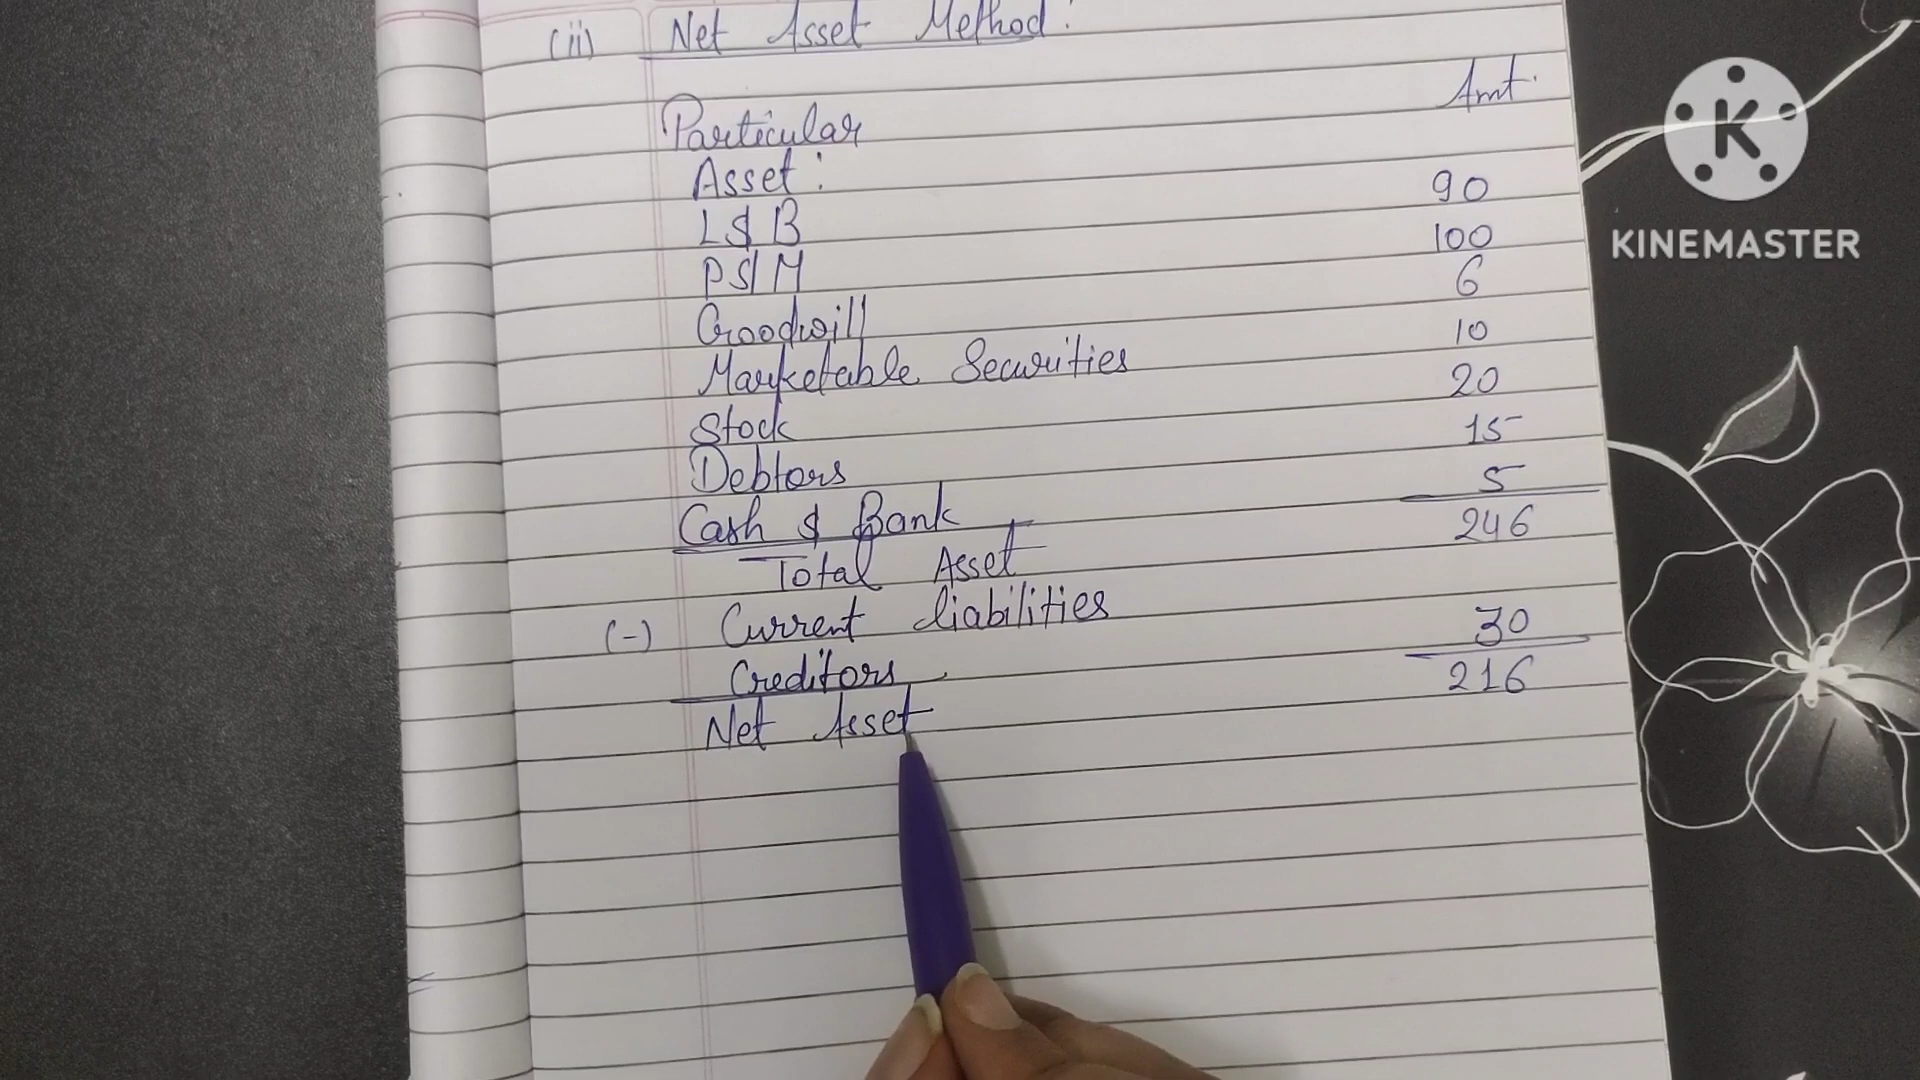 (ii) Net Asset Method:
Particular Amt.
Asset:
L & B 90
P & M 100
Goodwill 6
Marketable Securities 10
Stock 20
Debtors 15
Cash & Bank 5
Total Asset 246
(-) Current liabilities
Creditors 30
Net Asset 216
K
KINEMASTER